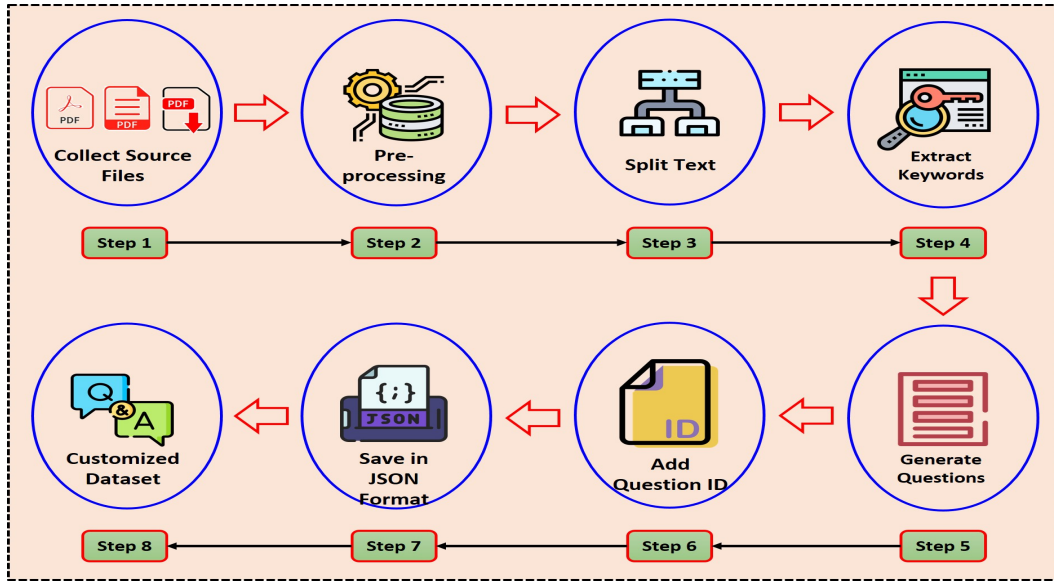 PDF
PDF
PDF
Collect Source
Files
Pre-
processing
Split Text
Extract
Keywords
Step 1
Step 2
Step 3
Step 4
Q
&
A
Customized
Dataset
{;}
JSON
Save in
JSON
Format
ID
Add
Question ID
Generate
Questions
Step 8
Step 7
Step 6
Step 5